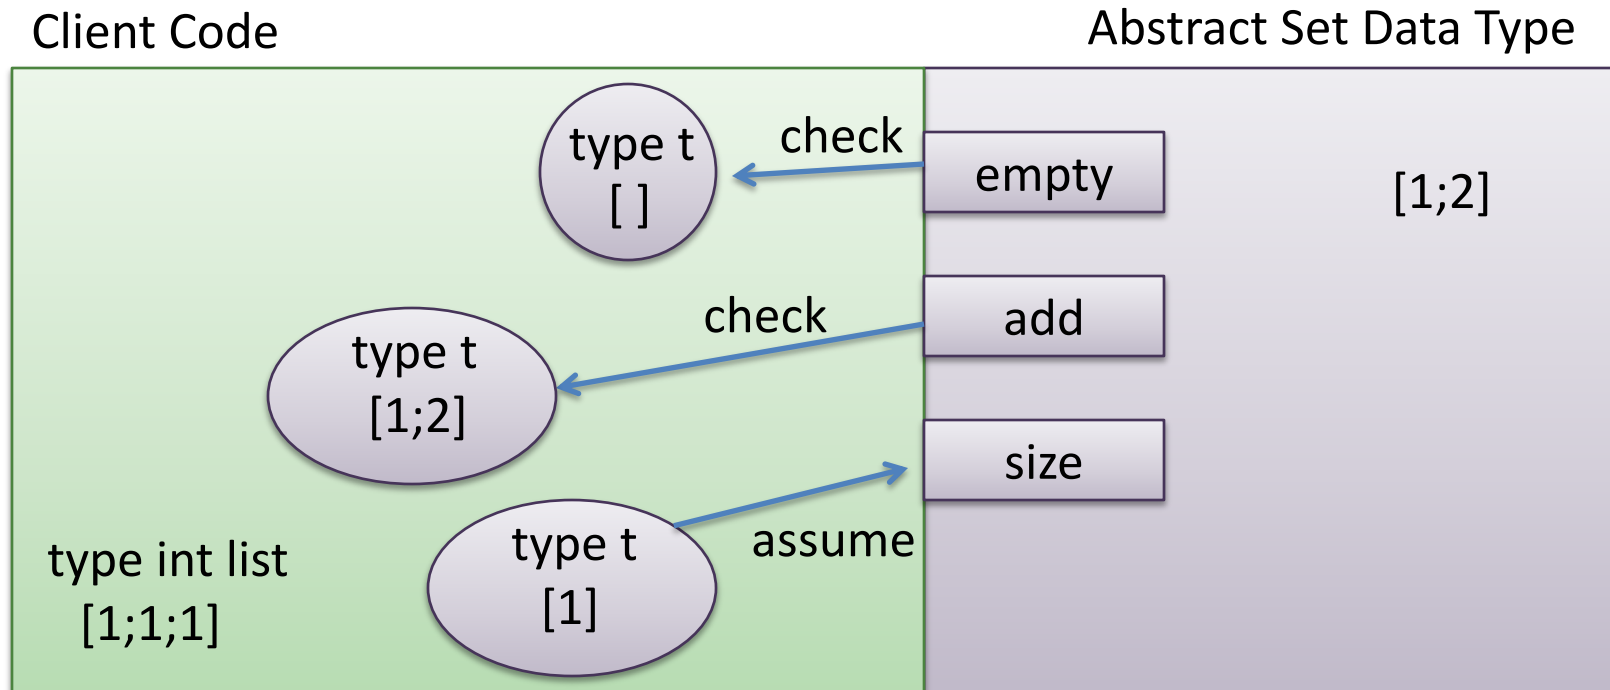 Client Code
Abstract Set Data Type
type t
[ ]
check
empty
[1;2]
check
add
type t
[1;2]
size
assume
type t
[1]
type int list
[1;1;1]